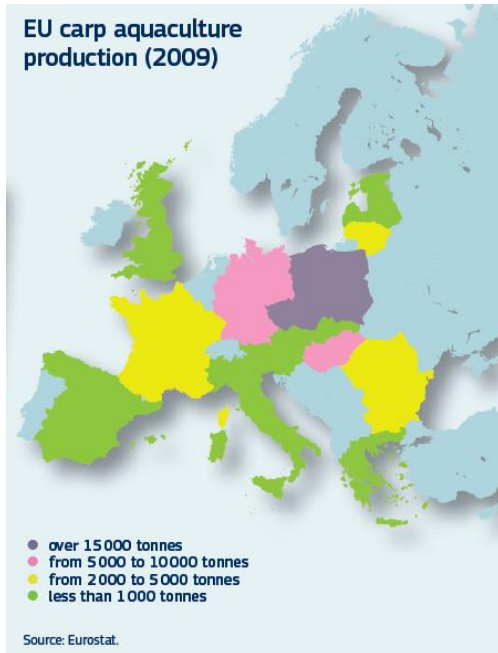 EU carp aquaculture
production (2009)
over 15 000 tonnes
from 5 000 to 10 000 tonnes
from 2 000 to 5 000 tonnes
less than 1 000 tonnes
Source: Eurostat.